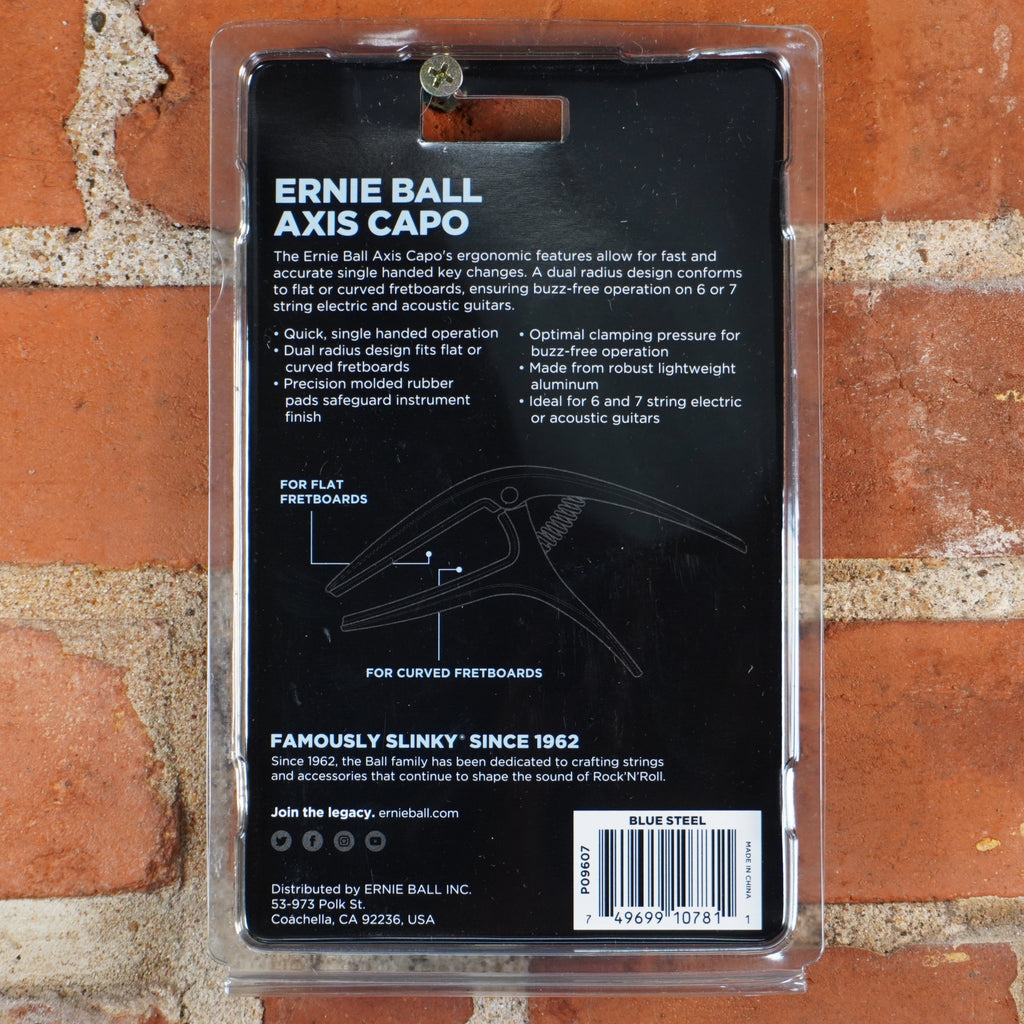 ERNIE BALL
AXIS CAPO
The Ernie Ball Axis Capo's ergonomic features allow for fast and
accurate single handed key changes. A dual radius design conforms
to flat or curved fretboards, ensuring buzz-free operation on 6 or 7
string electric and acoustic guitars.
• Quick, single handed operation
• Dual radius design fits flat or
curved fretboards
• Precision molded rubber
pads safeguard instrument
finish
• Optimal clamping pressure for
buzz-free operation
• Made from robust lightweight
aluminum
• Ideal for 6 and 7 string electric
or acoustic guitars
FOR FLAT
FRETBOARDS
FOR CURVED FRETBOARDS
FAMOUSLY SLINKY® SINCE 1962
Since 1962, the Ball family has been dedicated to crafting strings
and accessories that continue to shape the sound of Rock'N'Roll.
Join the legacy. ernieball.com
Distributed by ERNIE BALL INC.
53-973 Polk St.
Coachella, CA 92236, USA
BLUE STEEL
P09607
MADE IN CHINA
7 49699 10781 1